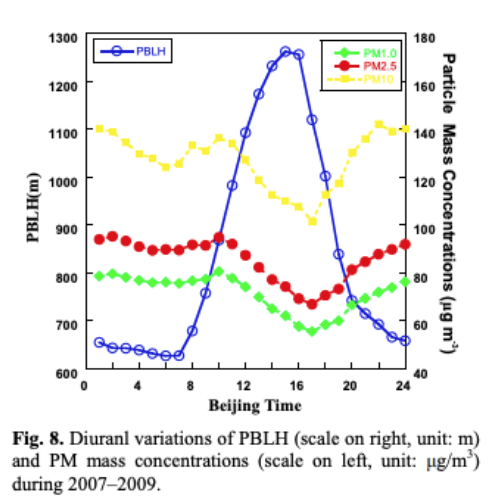 1300
180
PBLH
PM1.0
PM2.5
PM10
1200
160
1100
140
1000
120
900
100
800
80
700
60
600
40
PBLH(m)
Particle Mass Concentrations (μg m⁻³)
0 4 8 12 16 20 24
Beijing Time
Fig. 8. Diuranl variations of PBLH (scale on right, unit: m)
and PM mass concentrations (scale on left, unit: μg/m³)
during 2007–2009.